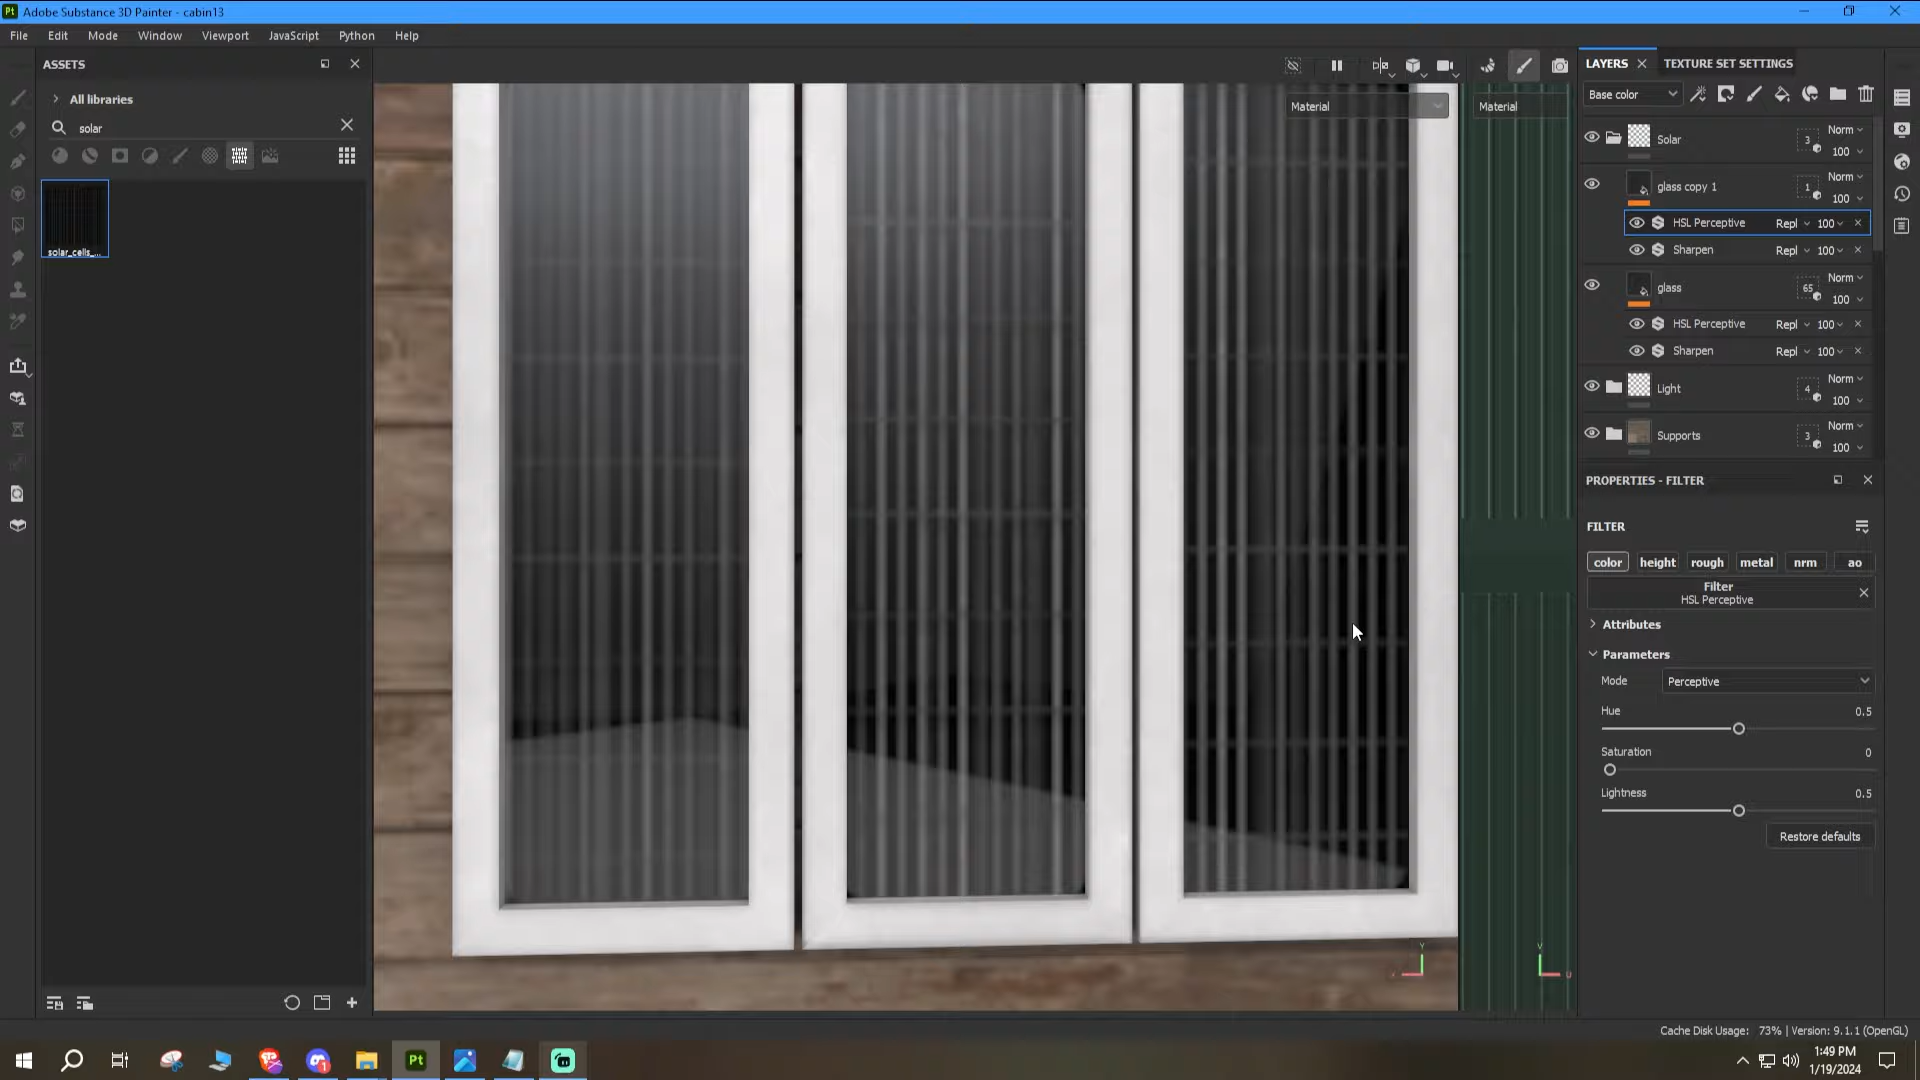 Adobe Substance 3D Painter - cabin13
File Edit Mode Window Viewport JavaScript Python Help
ASSETS
All libraries
solar
solar_cells_...
Material
Material
LAYERS
TEXTURE SET SETTINGS
Base color
Solar
3
Norm
100
glass copy 1
1
Norm
100
HSL Perceptive
Repl
100
Sharpen
Repl
100
glass
65
Norm
100
HSL Perceptive
Repl
100
Sharpen
Repl
100
Light
4
Norm
100
Supports
3
Norm
100
PROPERTIES - FILTER
FILTER
color height rough metal nrm ao
Filter
HSL Perceptive
Attributes
Parameters
Mode
Perceptive
Hue
0.5
Saturation
0
Lightness
0.5
Restore defaults
Cache Disk Usage: 73% | Version: 9.1.1 (OpenGL)
1:49 PM
1/19/2024